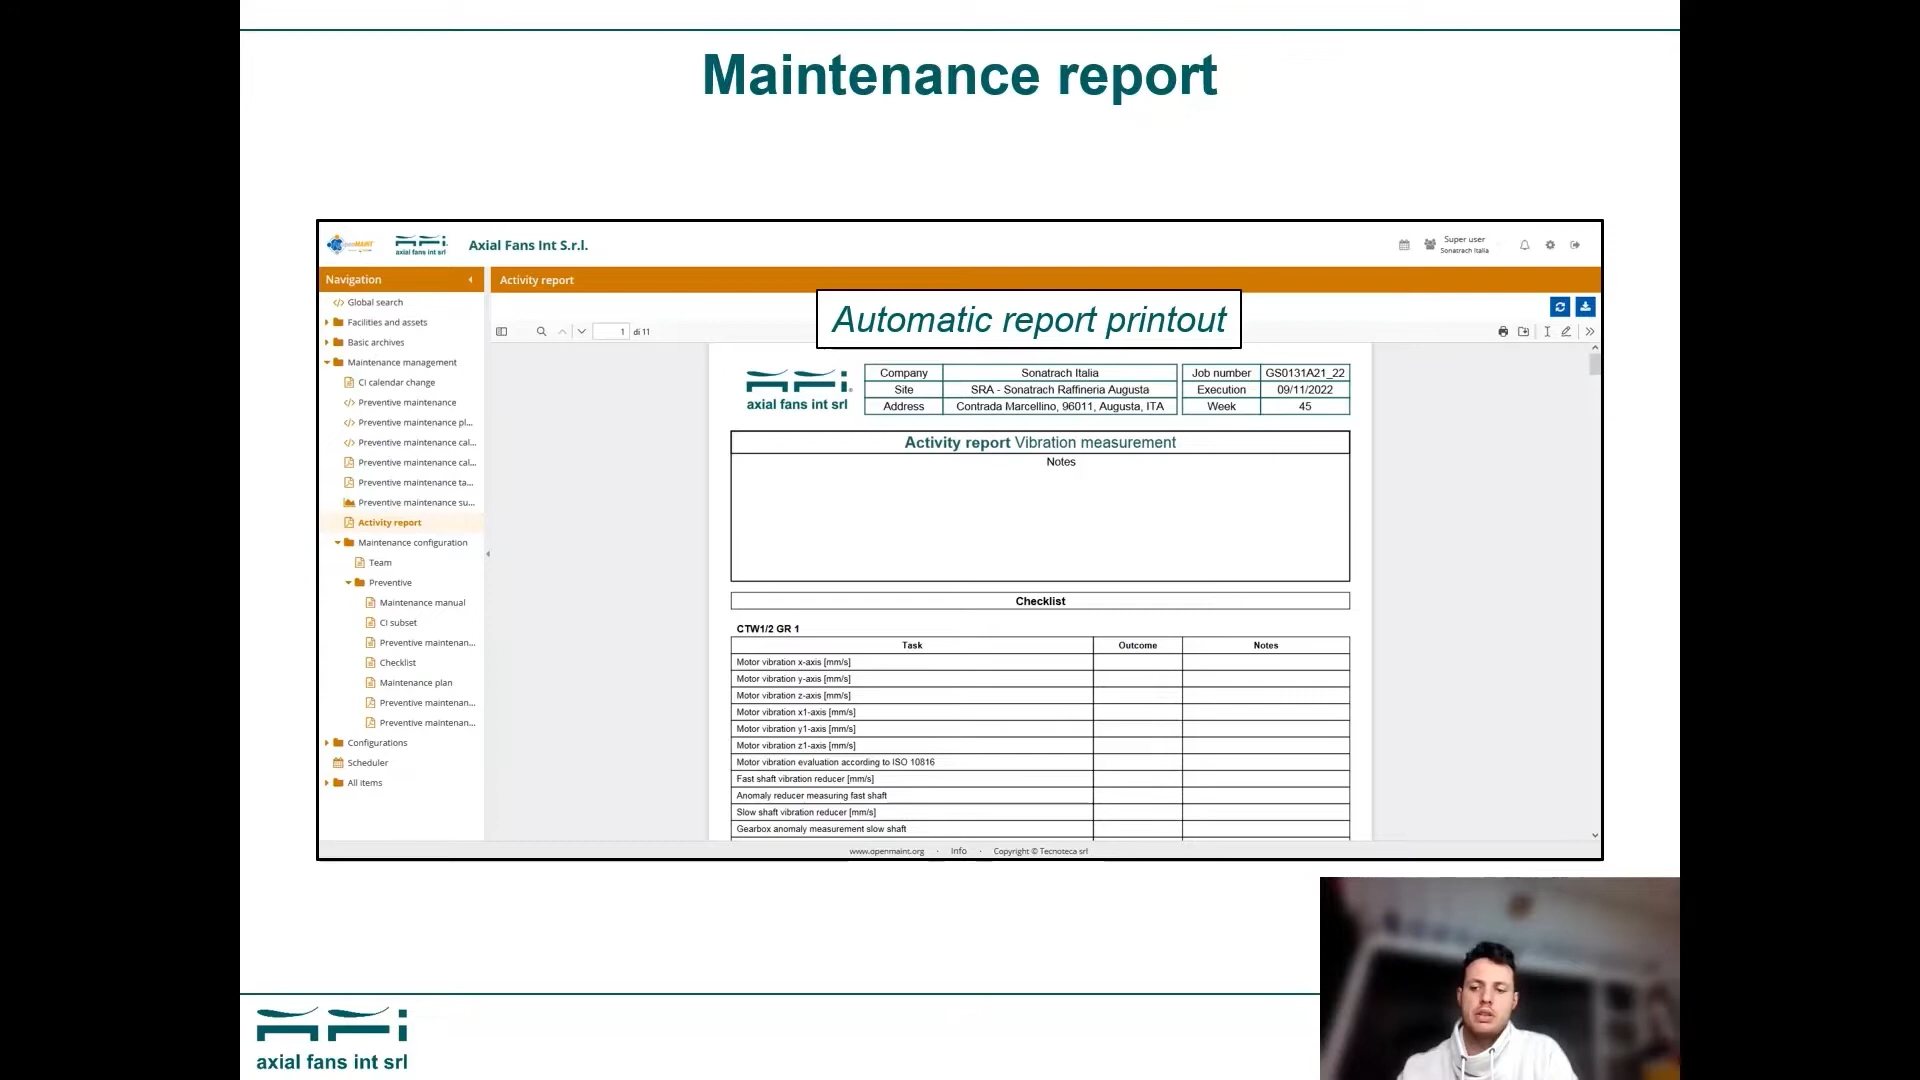 Maintenance report
openMAINT
axial fans int srl
Axial Fans Int S.r.l.
Super user
Sonatrach Italia
Navigation
Activity report
Automatic report printout
Global search
Facilities and assets
Basic archives
Maintenance management
CI calendar change
Preventive maintenance
Preventive maintenance pl...
Preventive maintenance cal...
Preventive maintenance cal...
Preventive maintenance ta...
Preventive maintenance su...
Activity report
Maintenance configuration
Team
Preventive
Maintenance manual
CI subset
Preventive maintenan...
Checklist
Maintenance plan
Preventive maintenan...
Preventive maintenan...
Configurations
Scheduler
All items
1 di 11
axial fans int srl
Company Sonatrach Italia Job number GS0131A21_22
Site SRA - Sonatrach Raffineria Augusta Execution 09/11/2022
Address Contrada Marcellino, 96011, Augusta, ITA Week 45
Activity report Vibration measurement
Notes
Checklist
CTW1/2 GR 1
Task Outcome Notes
Motor vibration x-axis [mm/s]
Motor vibration y-axis [mm/s]
Motor vibration z-axis [mm/s]
Motor vibration x1-axis [mm/s]
Motor vibration y1-axis [mm/s]
Motor vibration z1-axis [mm/s]
Motor vibration evaluation according to ISO 10816
Fast shaft vibration reducer [mm/s]
Anomaly reducer measuring fast shaft
Slow shaft vibration reducer [mm/s]
Gearbox anomaly measurement slow shaft
www.openmaint.org · Info · Copyright © Tecnoteca srl
axial fans int srl